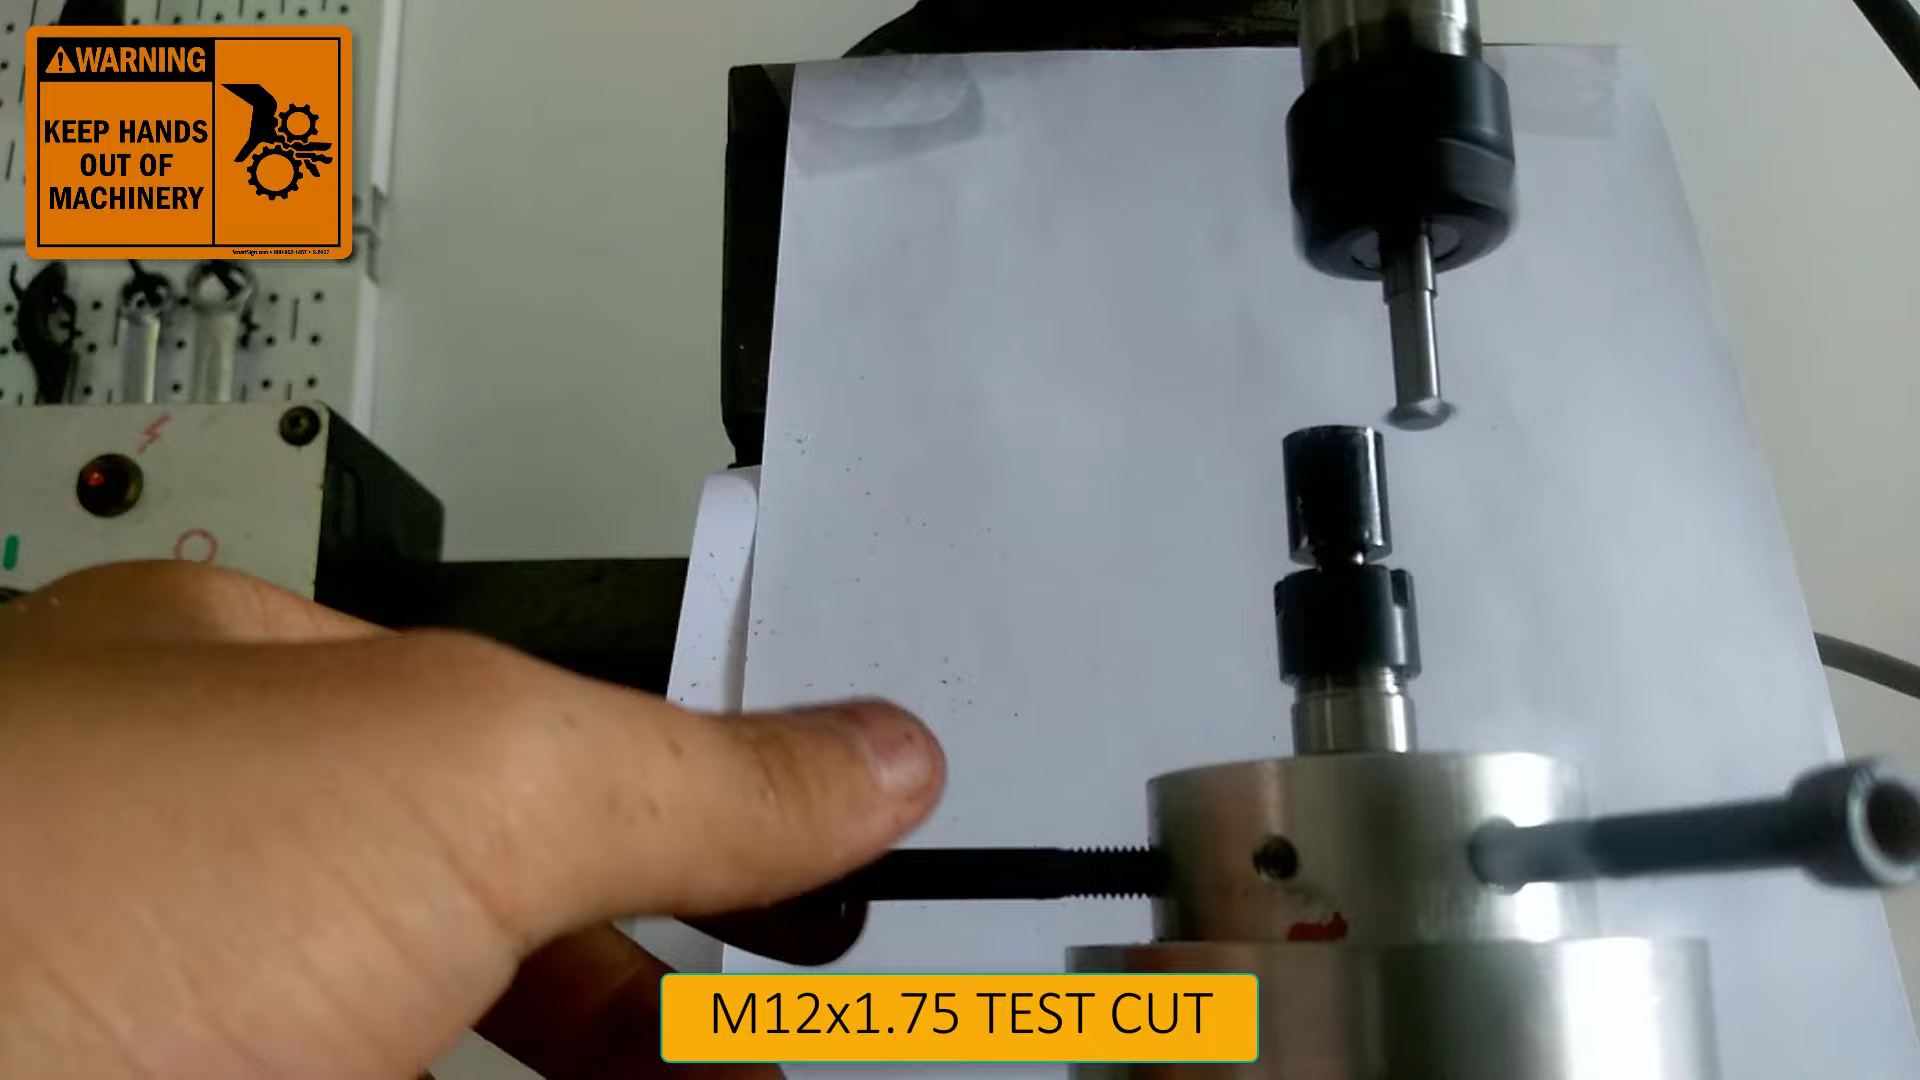 WARNING
KEEP HANDS
OUT OF
MACHINERY
M12x1.75 TEST CUT